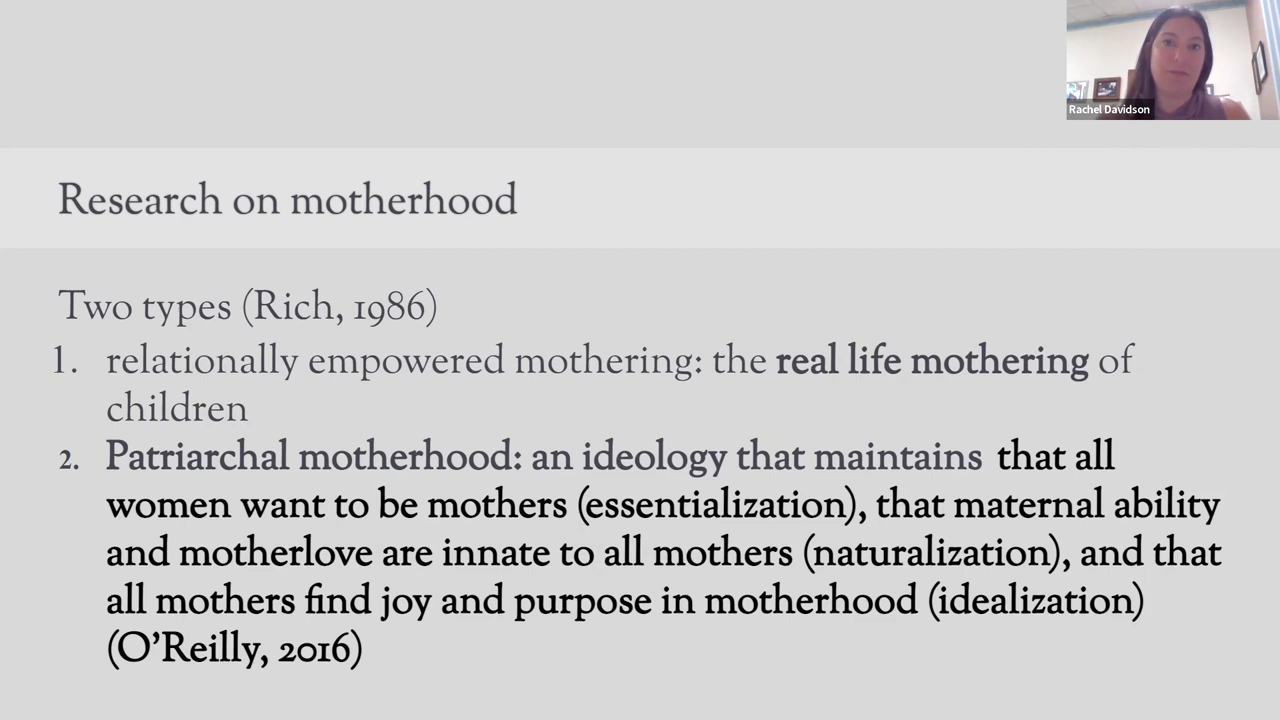 Rachel Davidson
Research on motherhood
Two types (Rich, 1986)
1. relationally empowered mothering: the real life mothering of
children
2. Patriarchal motherhood: an ideology that maintains that all
women want to be mothers (essentialization), that maternal ability
and motherlove are innate to all mothers (naturalization), and that
all mothers find joy and purpose in motherhood (idealization)
(O’Reilly, 2016)